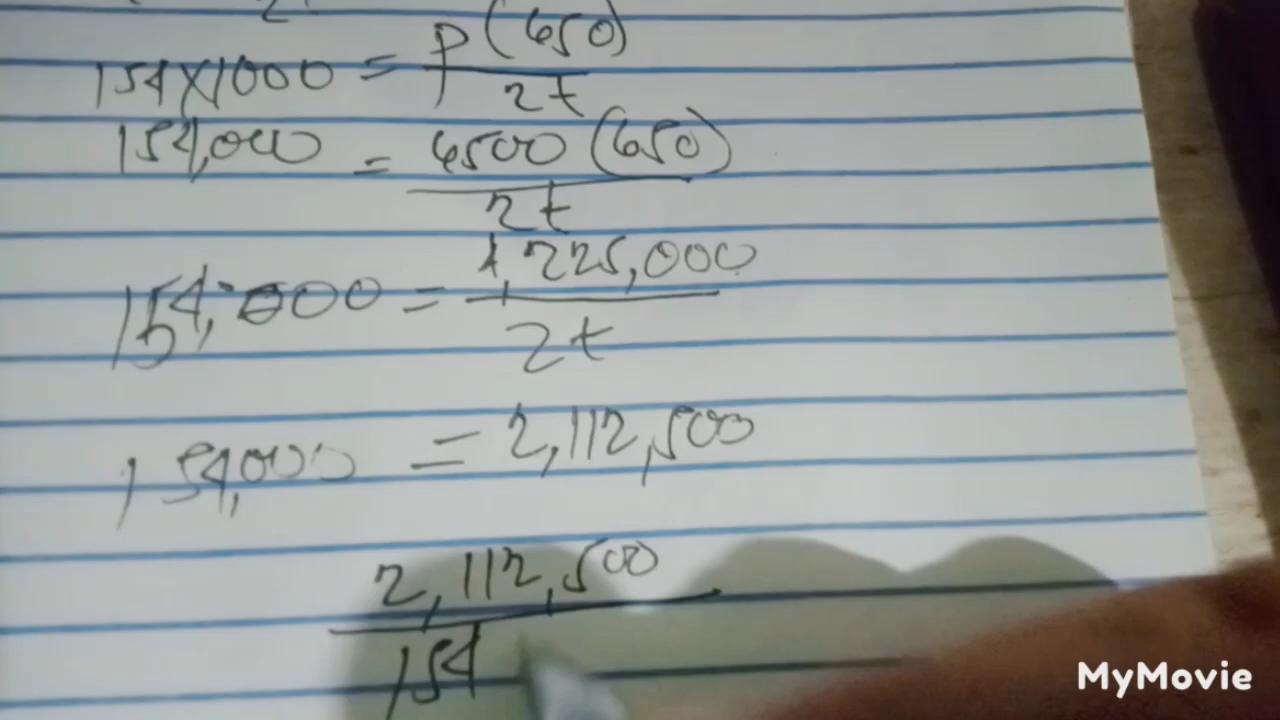 154x1000 = P(650)
2t
154,000 = 6500 (650)
2t
154,000 = 4,225,000
2t
154,000 = 2,112,500
2,112,500
154
MyMovie